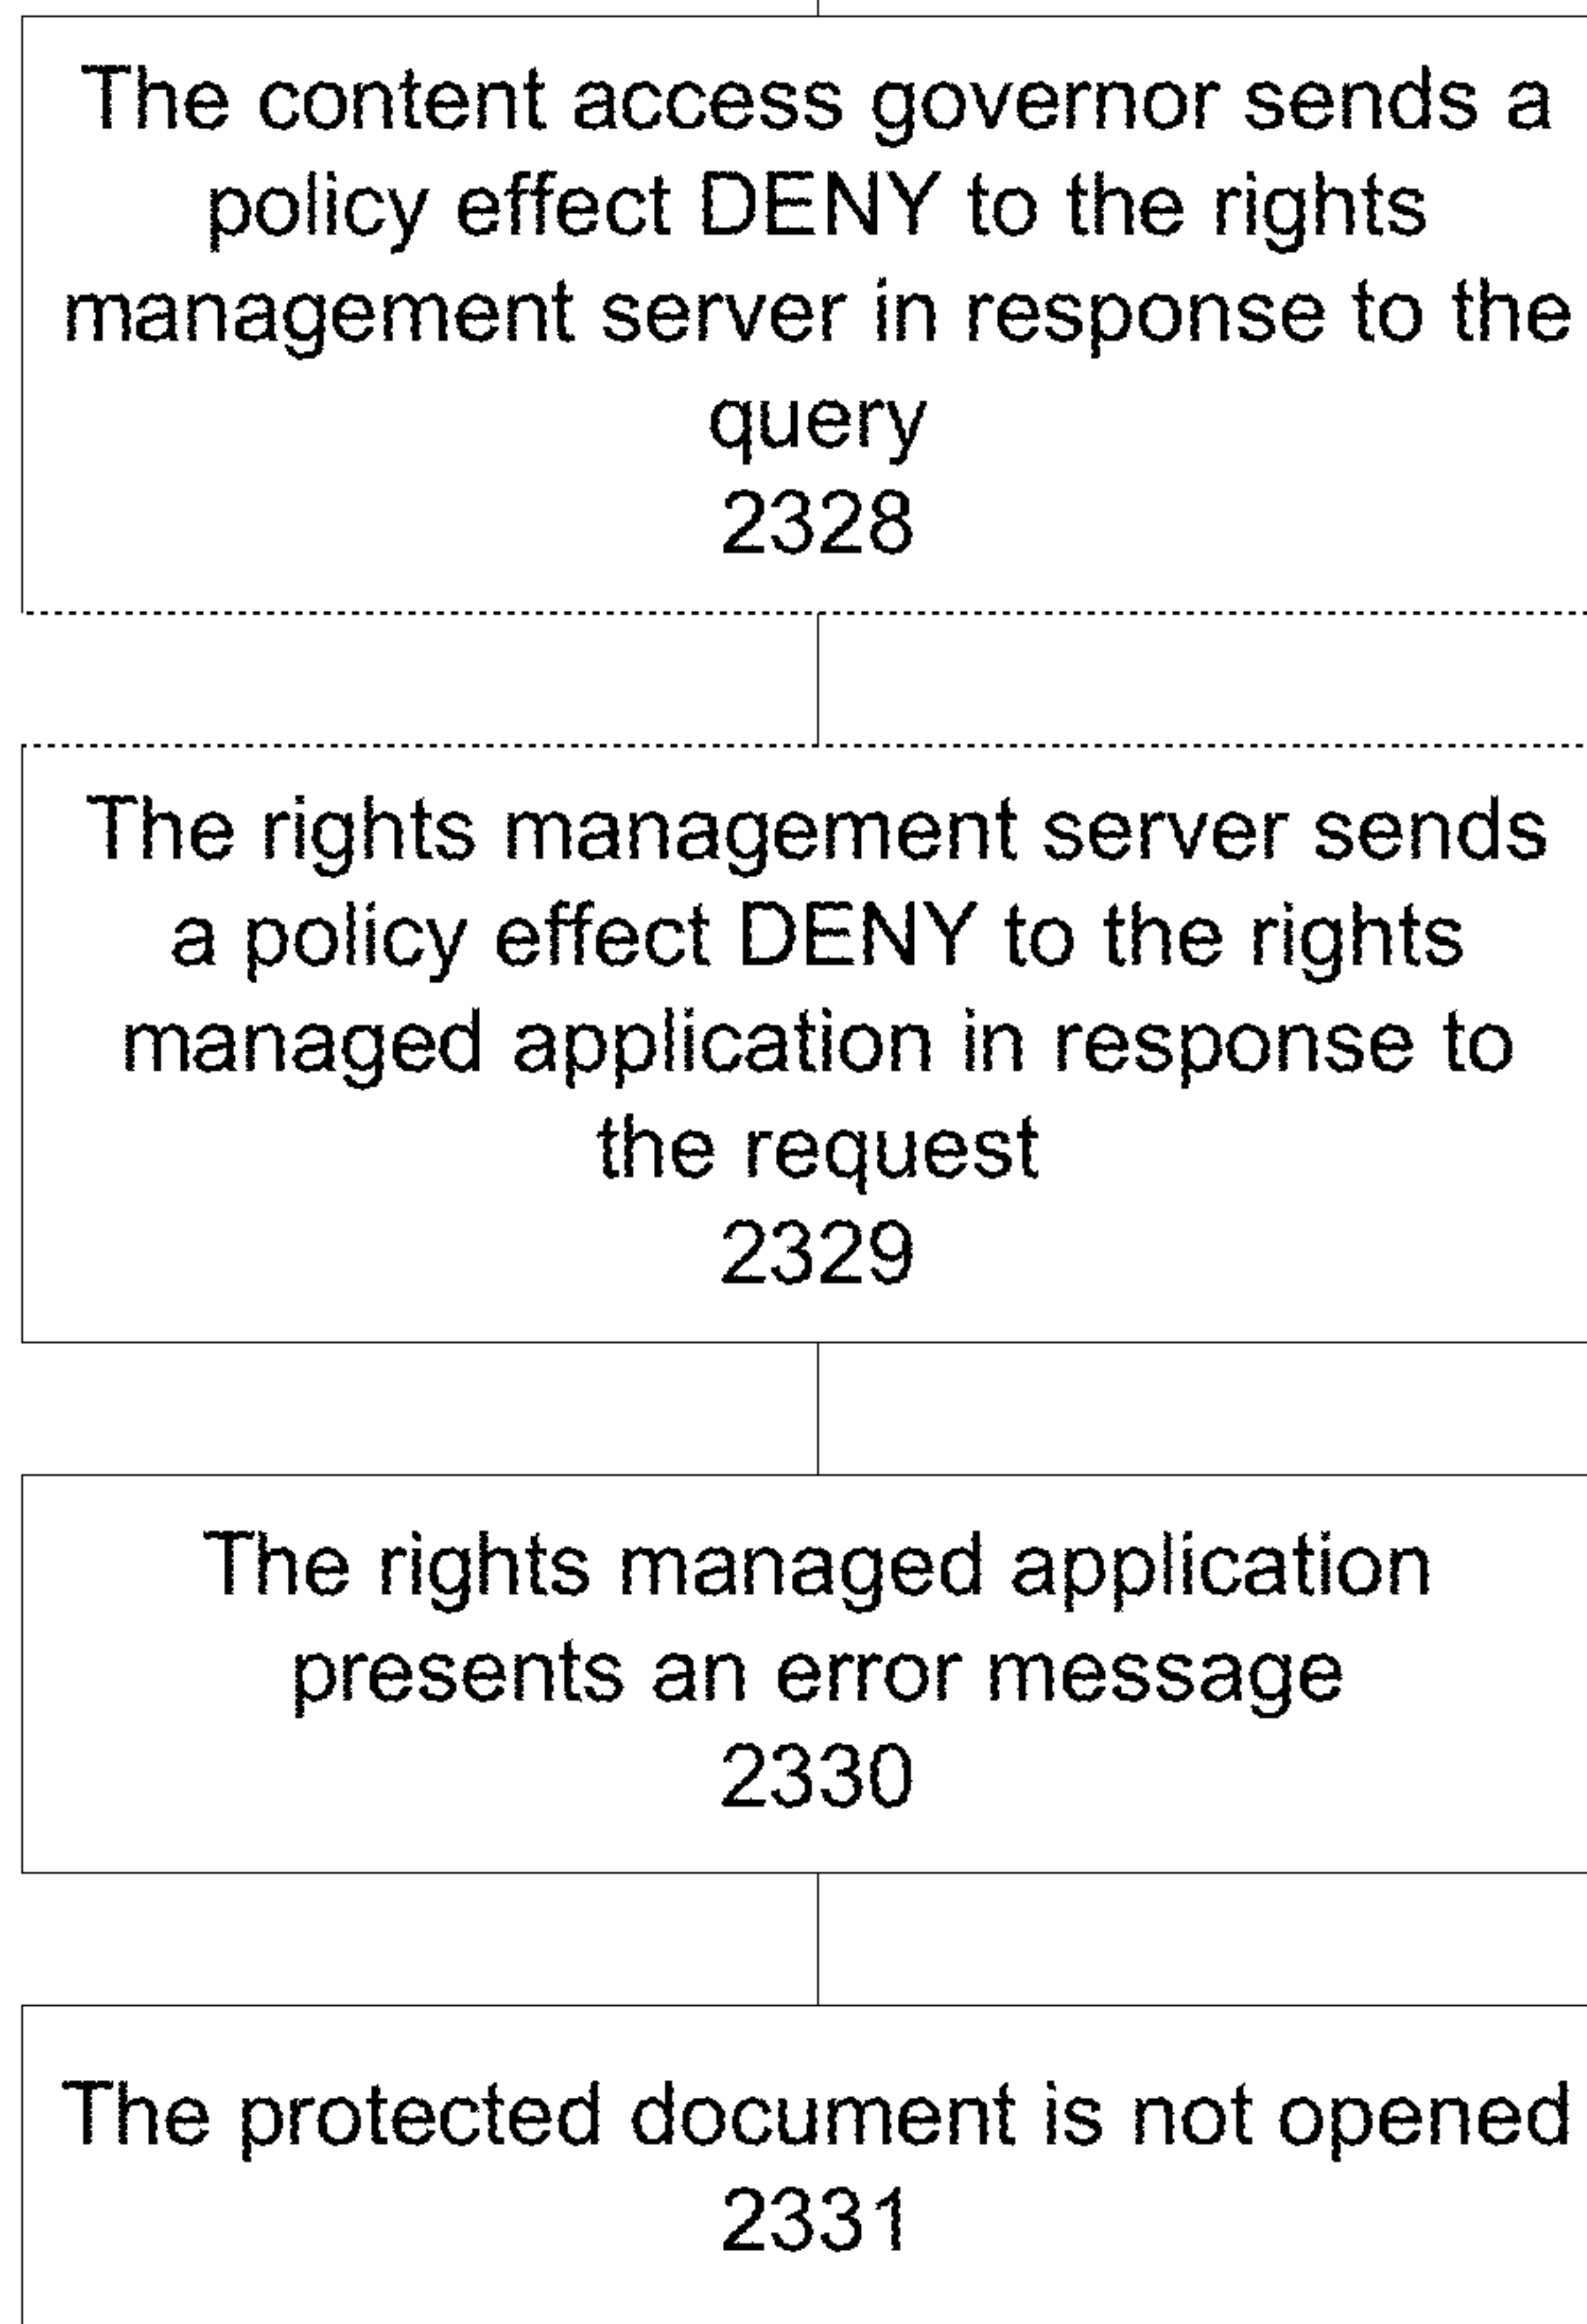 The content access governor sends a
policy effect DENY to the rights
management server in response to the
query
2328
The rights management server sends
a policy effect DENY to the rights
managed application in response to
the request
2329
The rights managed application
presents an error message
2330
The protected document is not opened
2331